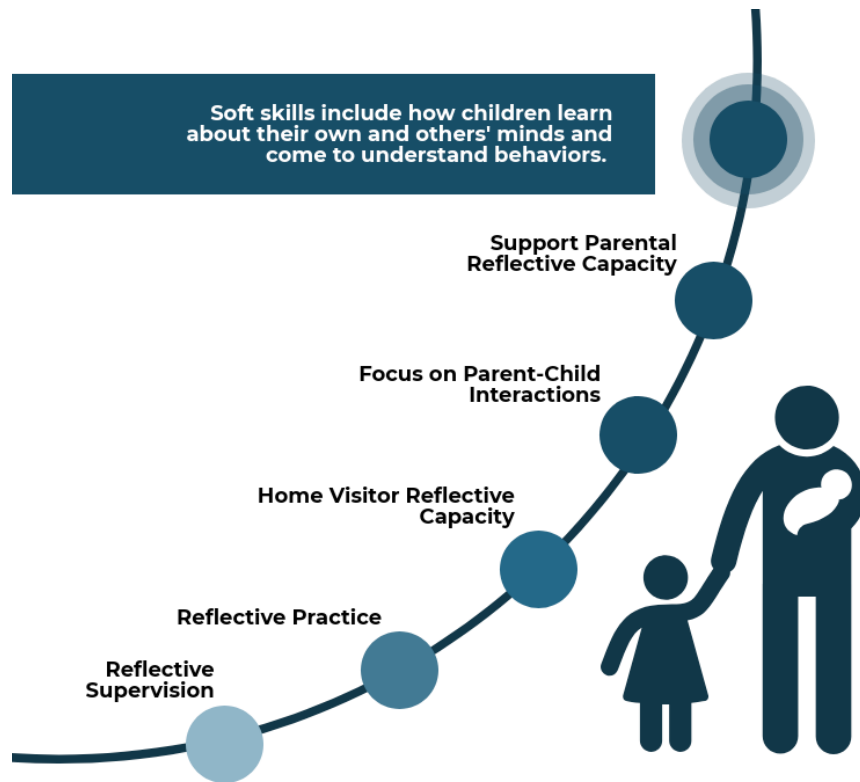 Soft skills include how children learn
about their own and others' minds and
come to understand behaviors.
Support Parental
Reflective Capacity
Focus on Parent-Child
Interactions
Home Visitor Reflective
Capacity
Reflective Practice
Reflective
Supervision